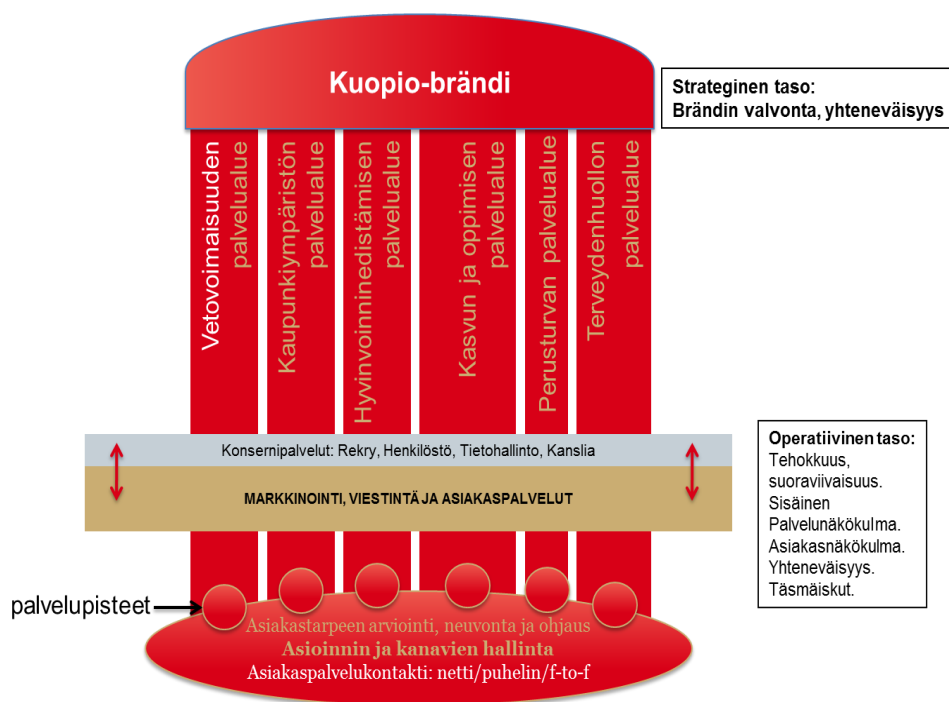 Kuopio-brändi
Strateginen taso:
Brändin valvonta, yhteneväisyys
Vetovoimaisuuden
palvelualue
Kaupunkiympäristön
palvelualue
Hyvinvoinninedistämisen
palvelualue
Kasvun ja oppimisen
palvelualue
Perusturvan palvelualue
Terveydenhuollon
palvelualue
Konsernipalvelut: Rekry, Henkilöstö, Tietohallinto, Kanslia
MARKKINOINTI, VIESTINTÄ JA ASIAKASPALVELUT
Operatiivinen taso:
Tehokkuus,
suoraviivaisuus.
Sisäinen
Palvelunäkökulma.
Asiakasnäkökulma.
Yhteneväisyys.
Täsmäiskut.
palvelupisteet
Asiakastarpeen arviointi, neuvonta ja ohjaus
Asioinnin ja kanavien hallinta
Asiakaspalvelukontakti: netti/puhelin/f-to-f